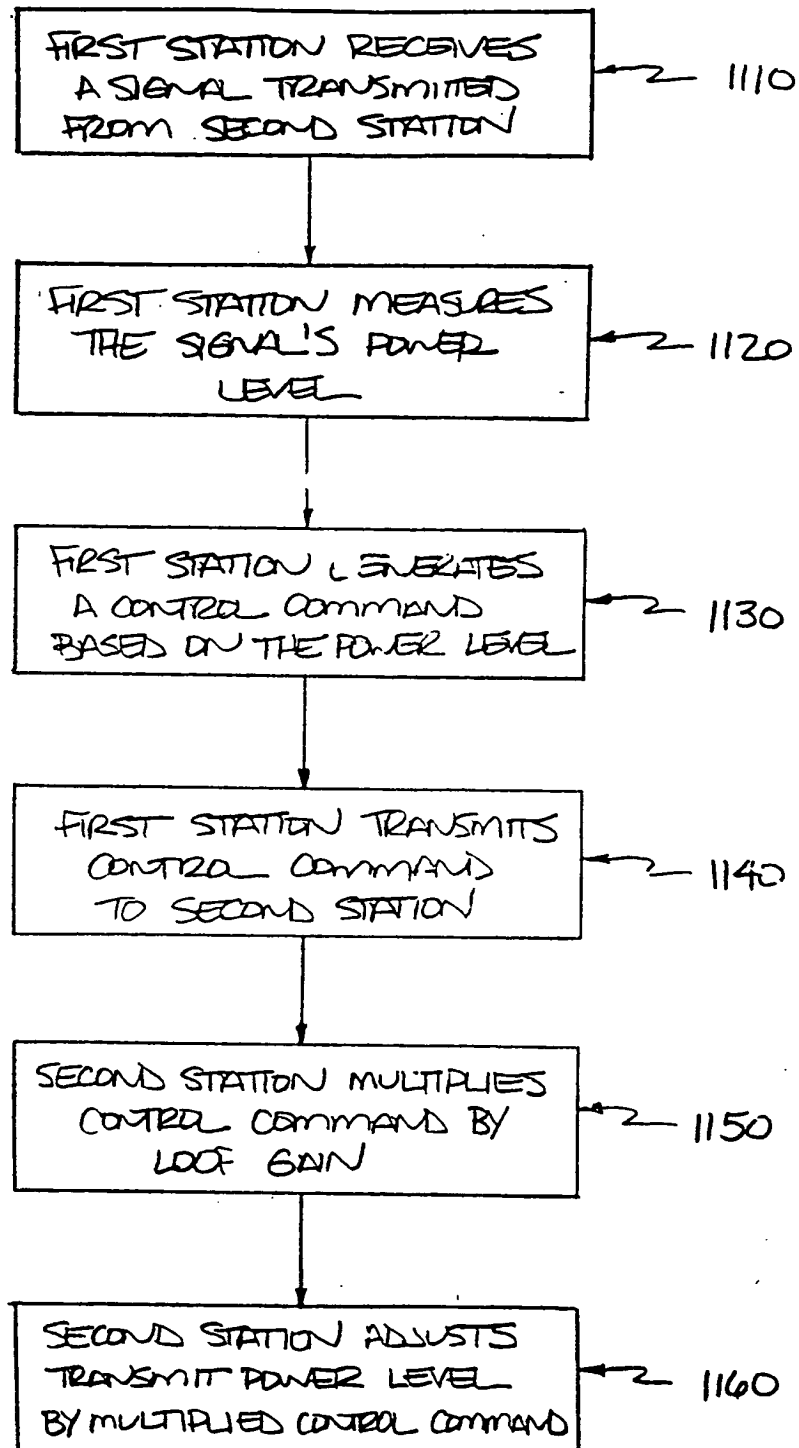 FIRST STATION RECEIVES
A SIGNAL TRANSMITTED
FROM SECOND STATION
1110
FIRST STATION MEASURES
THE SIGNAL'S POWER
LEVEL
1120
FIRST STATION GENERATES
A CONTROL COMMAND
BASED ON THE POWER LEVEL
1130
FIRST STATION TRANSMITS
CONTROL COMMAND
TO SECOND STATION
1140
SECOND STATION MULTIPLIES
CONTROL COMMAND BY
LOOP GAIN
1150
SECOND STATION ADJUSTS
TRANSMIT POWER LEVEL
BY MULTIPLIED CONTROL COMMAND
1160